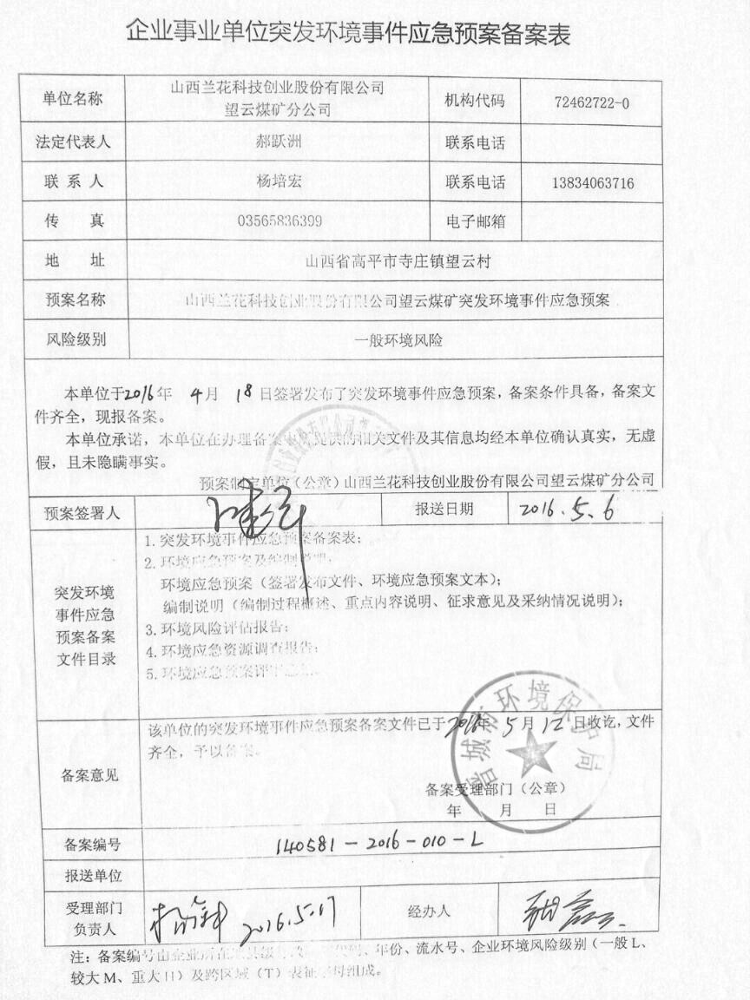 企业事业单位突发环境事件应急预案备案表
单位名称 山西兰花科技创业股份有限公司 机构代码 72462722-0
望云煤矿分公司
法定代表人 郝跃洲 联系电话
联系人 杨培宏 联系电话 13834063716
传真 03565836399 电子邮箱
地址 山西省高平市寺庄镇望云村
预案名称 山西兰花科技创业股份有限公司望云煤矿突发环境事件应急预案
风险级别 一般环境风险
本单位于2016年 4月 18日签署发布了突发环境事件应急预案，备案条件具备，备案文
件齐全，现报备案。
本单位承诺，本单位在办理备案中所提供的相关文件及其信息均经本单位确认真实，无虚
假，且未隐瞒事实。
预案制定单位（公章）山西兰花科技创业股份有限公司望云煤矿分公司
预案签署人 报送日期 2016.5.6
突发环境
事件应急
预案备案
文件目录
1.突发环境事件应急预案备案表；
2.环境应急预案及编制说明：
环境应急预案（签署发布文件、环境应急预案文本）；
编制说明（编制过程概述、重点内容说明、征求意见及采纳情况说明）；
3.环境风险评估报告；
4.环境应急资源调查报告；
5.环境应急预案评审意见。
备案意见
该单位的突发环境事件应急预案备案文件已于2016年5月12日收讫，文件
齐全，予以备案。
晋城市环境保护局
备案受理部门（公章）
年 月 日
备案编号 140581-2016-010-L
报送单位
受理部门
负责人 2016.5.17 经办人
注：备案编号由企业所在地县级行政区划代码、年份、流水号、企业环境风险级别（一般L、
较大M、重大H）及跨区域（T）表征字母组成。